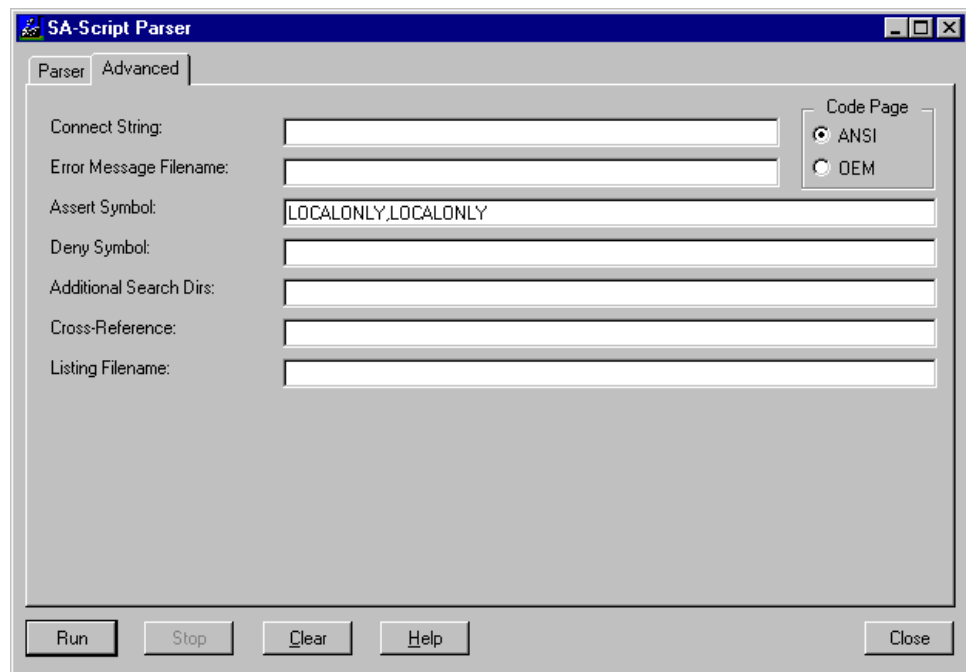 SA-Script Parser
Parser Advanced
Code Page
Connect String:
ANSI
Error Message Filename:
OEM
Assert Symbol: LOCALONLY,LOCALONLY
Deny Symbol:
Additional Search Dirs:
Cross-Reference:
Listing Filename:
Run Stop Clear Help Close